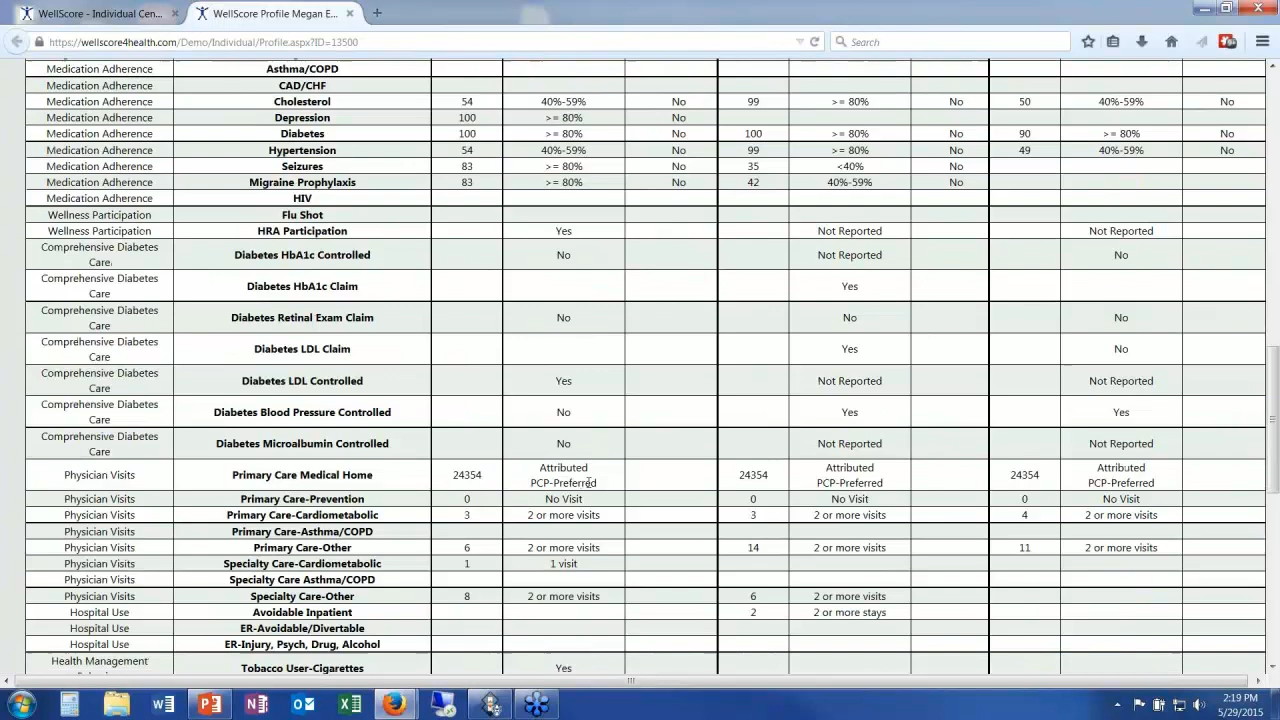 WellScore - Individual Cen...
WellScore Profile Megan E...
https://wellscore4health.com/Demo/Individual/Profile.aspx?ID=13500
Search
Medication Adherence Asthma/COPD
Medication Adherence CAD/CHF
Medication Adherence Cholesterol 54 40%-59% No 99 >= 80% No 50 40%-59% No
Medication Adherence Depression 100 >= 80% No
Medication Adherence Diabetes 100 >= 80% No 100 >= 80% No 90 >= 80% No
Medication Adherence Hypertension 54 40%-59% No 99 >= 80% No 49 40%-59% No
Medication Adherence Seizures 83 >= 80% No 35 <40% No
Medication Adherence Migraine Prophylaxis 83 >= 80% No 42 40%-59% No
Medication Adherence HIV
Wellness Participation Flu Shot
Wellness Participation HRA Participation Yes Not Reported Not Reported
Comprehensive Diabetes
Care Diabetes HbA1c Controlled No Not Reported No
Comprehensive Diabetes
Care Diabetes HbA1c Claim Yes
Comprehensive Diabetes
Care Diabetes Retinal Exam Claim No No No
Comprehensive Diabetes
Care Diabetes LDL Claim Yes No
Comprehensive Diabetes
Care Diabetes LDL Controlled Yes Not Reported Not Reported
Comprehensive Diabetes
Care Diabetes Blood Pressure Controlled No Yes Yes
Comprehensive Diabetes
Care Diabetes Microalbumin Controlled No Not Reported Not Reported
Physician Visits Primary Care Medical Home 24354 Attributed 24354 Attributed 24354 Attributed
PCP-Preferred PCP-Preferred PCP-Preferred
Physician Visits Primary Care-Prevention 0 No Visit 0 No Visit 0 No Visit
Physician Visits Primary Care-Cardiometabolic 3 2 or more visits 3 2 or more visits 4 2 or more visits
Physician Visits Primary Care-Asthma/COPD
Physician Visits Primary Care-Other 6 2 or more visits 14 2 or more visits 11 2 or more visits
Physician Visits Specialty Care-Cardiometabolic 1 1 visit
Physician Visits Specialty Care Asthma/COPD
Physician Visits Specialty Care-Other 8 2 or more visits 6 2 or more visits
Hospital Use Avoidable Inpatient 2 2 or more stays
Hospital Use ER-Avoidable/Divertable
Hospital Use ER-Injury, Psych, Drug, Alcohol
Health Management Tobacco User-Cigarettes Yes
2:19 PM
5/29/2015